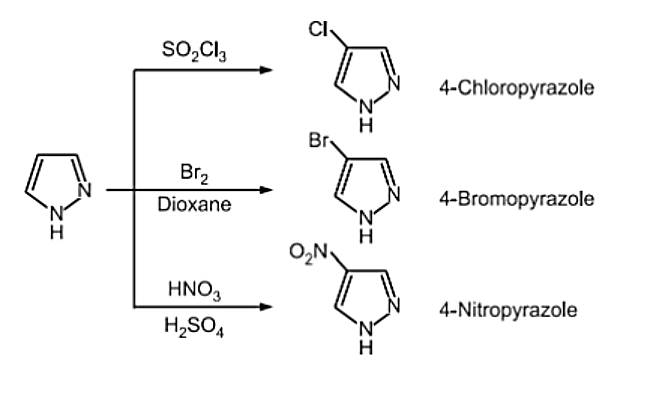 SO2Cl3
Cl
N
N
H
4-Chloropyrazole
N
N
H
Br2
Dioxane
Br
N
N
H
4-Bromopyrazole
HNO3
H2SO4
O2N
N
N
H
4-Nitropyrazole